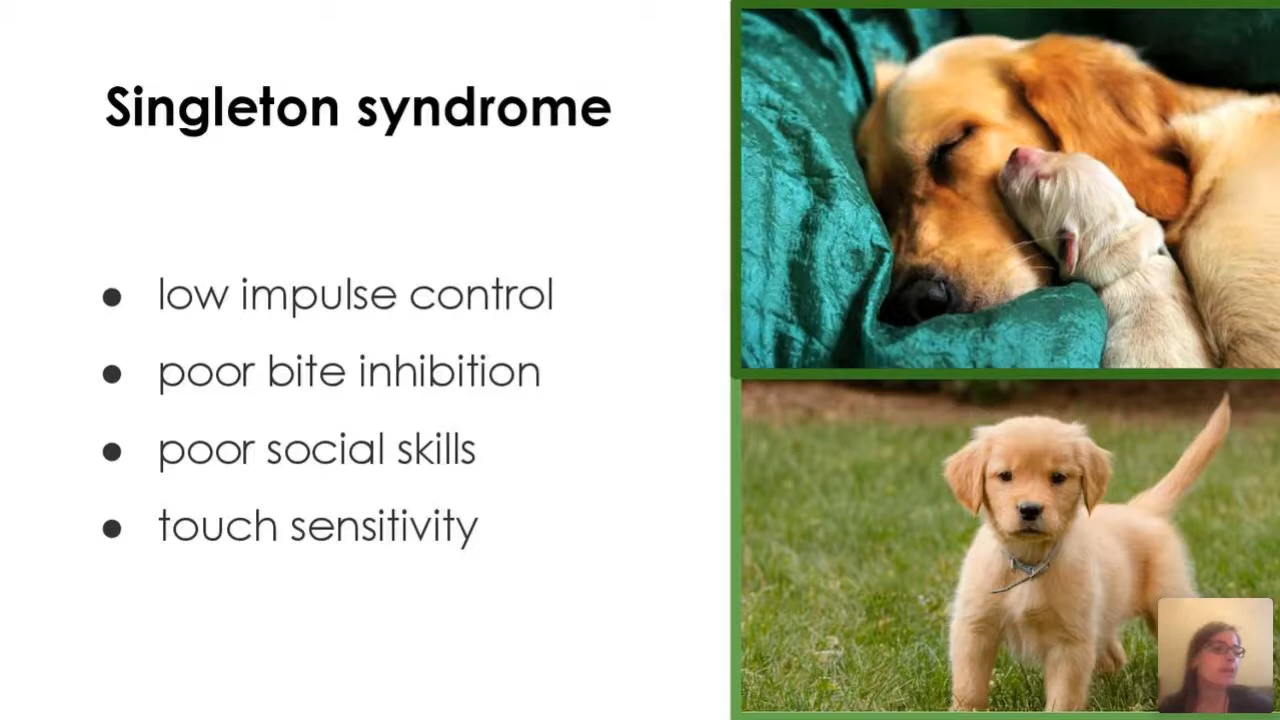 Singleton syndrome
● low impulse control
● poor bite inhibition
● poor social skills
● touch sensitivity